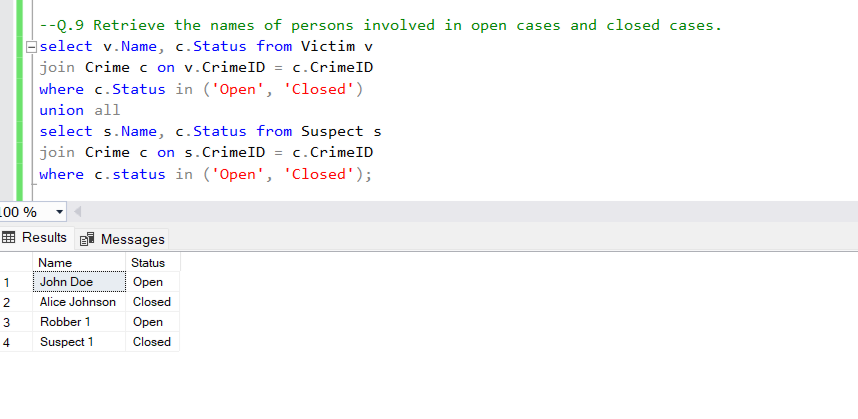 --Q.9 Retrieve the names of persons involved in open cases and closed cases.
select v.Name, c.Status from Victim v
join Crime c on v.CrimeID = c.CrimeID
where c.Status in ('Open', 'Closed')
union all
select s.Name, c.Status from Suspect s
join Crime c on s.CrimeID = c.CrimeID
where c.status in ('Open', 'Closed');
100 %
Results Messages
Name Status
1 John Doe Open
2 Alice Johnson Closed
3 Robber 1 Open
4 Suspect 1 Closed